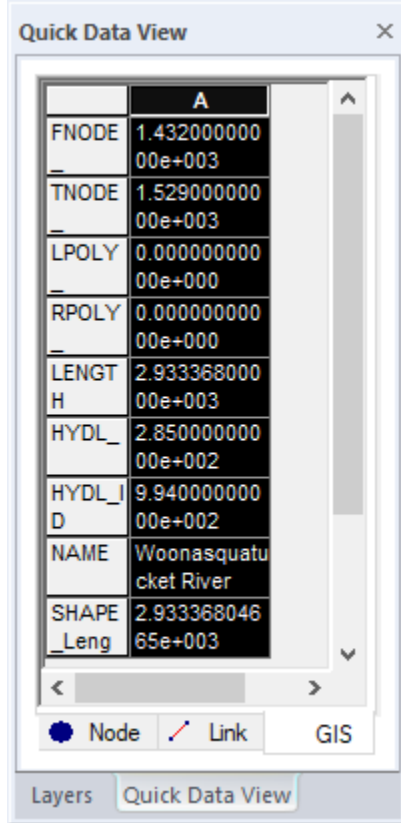 Quick Data View
A
FNODE 1.432000000
_ 00e+003
TNODE 1.529000000
_ 00e+003
LPOLY 0.000000000
_ 00e+000
RPOLY 0.000000000
_ 00e+000
LENGT 2.933368000
H 00e+003
HYDL_ 2.850000000
00e+002
HYDL_I 9.940000000
D 00e+002
NAME Woonasquatu
cket River
SHAPE 2.933368046
_Leng 65e+003
Node Link GIS
Layers Quick Data View